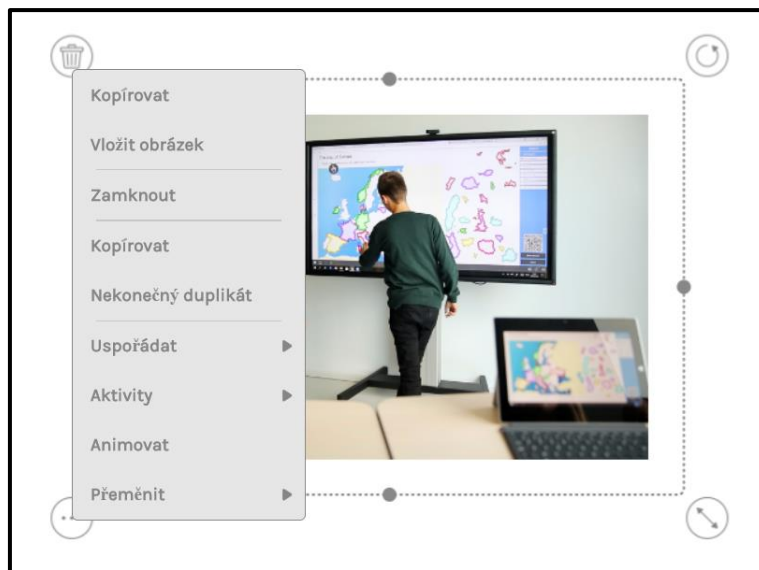 Kopírovat
Vložit obrázek
Zamknout
Kopírovat
Nekonečný duplikát
Uspořádat
Aktivity
Animovat
Přeměnit